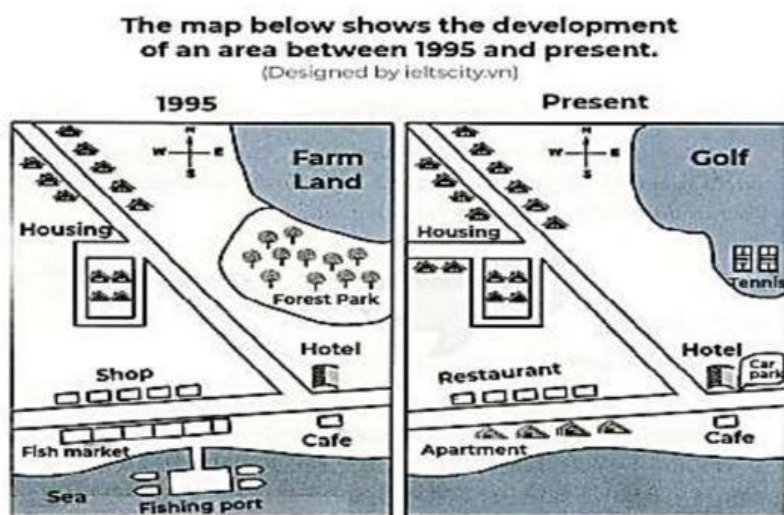 The map below shows the development
of an area between 1995 and present.
(Designed by ieltscity.vn)
1995
N
W E
S
Farm
Land
Housing
Forest Park
Hotel
Shop
Fish market
Cafe
Sea
Fishing port
Present
N
W E
S
Golf
Housing
Tennis
Hotel
Car
park
Restaurant
Apartment
Cafe